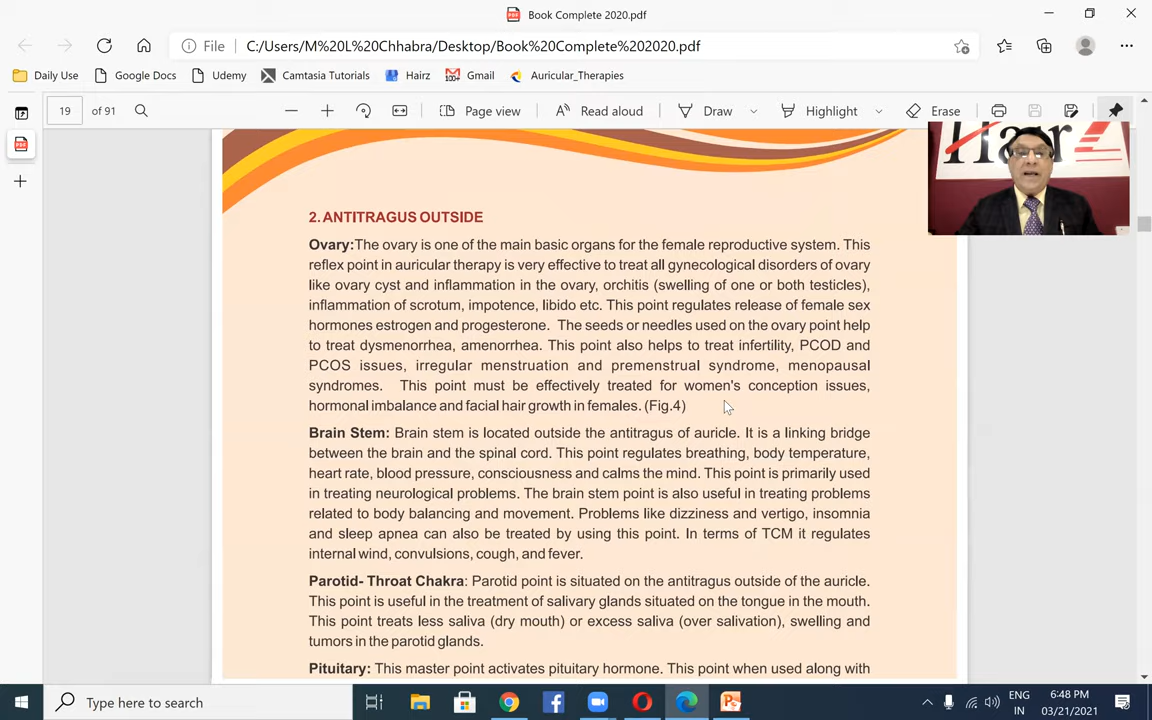 Book Complete 2020.pdf
File C:/Users/M%20L%20Chhabra/Desktop/Book%20Complete%202020.pdf
Daily Use Google Docs Udemy Camtasia Tutorials Hairz Gmail Auricular_Therapies
19 of 91 Page view Read aloud Draw Highlight Erase
2. ANTITRAGUS OUTSIDE
Ovary:The ovary is one of the main basic organs for the female reproductive system. This
reflex point in auricular therapy is very effective to treat all gynecological disorders of ovary
like ovary cyst and inflammation in the ovary, orchitis (swelling of one or both testicles),
inflammation of scrotum, impotence, libido etc. This point regulates release of female sex
hormones estrogen and progesterone. The seeds or needles used on the ovary point help
to treat dysmenorrhea, amenorrhea. This point also helps to treat infertility, PCOD and
PCOS issues, irregular menstruation and premenstrual syndrome, menopausal
syndromes. This point must be effectively treated for women's conception issues,
hormonal imbalance and facial hair growth in females. (Fig.4)
Brain Stem: Brain stem is located outside the antitragus of auricle. It is a linking bridge
between the brain and the spinal cord. This point regulates breathing, body temperature,
heart rate, blood pressure, consciousness and calms the mind. This point is primarily used
in treating neurological problems. The brain stem point is also useful in treating problems
related to body balancing and movement. Problems like dizziness and vertigo, insomnia
and sleep apnea can also be treated by using this point. In terms of TCM it regulates
internal wind, convulsions, cough, and fever.
Parotid- Throat Chakra: Parotid point is situated on the antitragus outside of the auricle.
This point is useful in the treatment of salivary glands situated on the tongue in the mouth.
This point treats less saliva (dry mouth) or excess saliva (over salivation), swelling and
tumors in the parotid glands.
Pituitary: This master point activates pituitary hormone. This point when used along with
Type here to search
ENG
IN
6:48 PM
03/21/2021